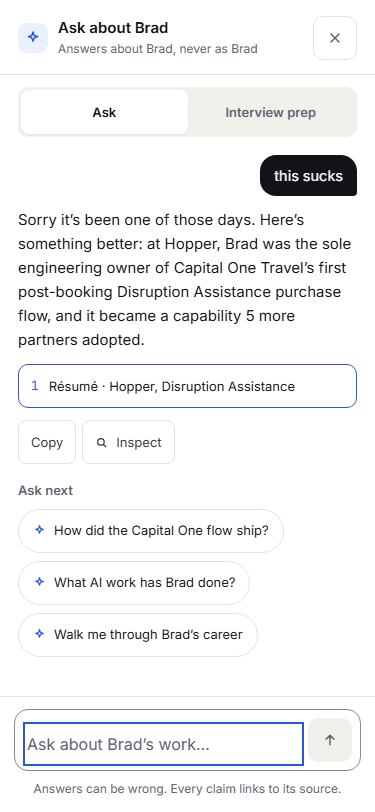 Ask about Brad
Answers about Brad, never as Brad
Ask
Interview prep
this sucks
Sorry it’s been one of those days. Here’s
something better: at Hopper, Brad was the sole
engineering owner of Capital One Travel’s first
post-booking Disruption Assistance purchase
flow, and it became a capability 5 more
partners adopted.
1 Résumé · Hopper, Disruption Assistance
Copy
Inspect
Ask next
How did the Capital One flow ship?
What AI work has Brad done?
Walk me through Brad’s career
Ask about Brad’s work...
Answers can be wrong. Every claim links to its source.